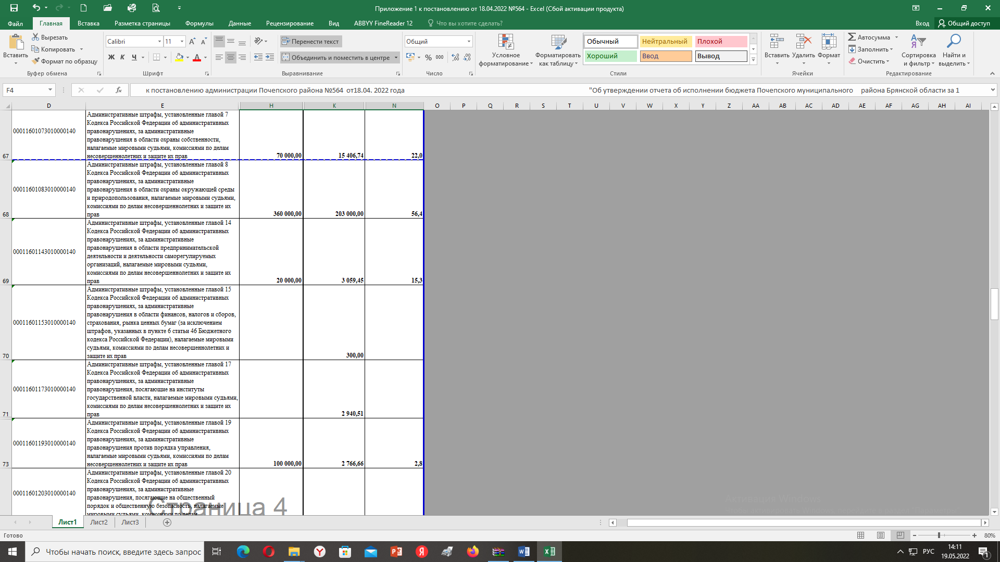 Приложение 1 к постановлению от 18.04.2022 №564 - Excel (Сбой активации продукта)
Файл Главная Вставка Разметка страницы Формулы Данные Рецензирование Вид ABBYY FineReader 12 Что вы хотите сделать? Вход Общий доступ
Вставить Вырезать Копировать Формат по образцу
Calibri 11 Ж К Ч
Перенести текст
Объединить и поместить в центре
Общий
% 000
Условное форматирование
Форматировать как таблицу
Обычный Нейтральный Плохой
Хороший Ввод Вывод
Вставить Удалить Формат
Автосумма
Заполнить
Очистить
Сортировка и фильтр
Найти и выделить
Буфер обмена Шрифт Выравнивание Число Стили Ячейки Редактирование
F4 fx к постановлению администрации Почепского района №564 от18.04. 2022 года "Об утверждении отчета об исполнении бюджета Почепского муниципального района Брянской области за 1
D E H K N O P Q R S T U V W X Y Z AA AB AC AD AE AF AG AH AI
67 00011601073010000140
Административные штрафы, установленные главой 7
Кодекса Российской Федерации об административных
правонарушениях, за административные
правонарушения в области охраны собственности,
налагаемые мировыми судьями, комиссиями по делам
несовершеннолетних и защите их прав
70 000,00 15 406,74 22,0
68 00011601083010000140
Административные штрафы, установленные главой 8
Кодекса Российской Федерации об административных
правонарушениях, за административные
правонарушения в области охраны окружающей среды
и природопользования, налагаемые мировыми судьями,
комиссиями по делам несовершеннолетних и защите их
прав
360 000,00 203 000,00 56,4
69 00011601143010000140
Административные штрафы, установленные главой 14
Кодекса Российской Федерации об административных
правонарушениях, за административные
правонарушения в области предпринимательской
деятельности и деятельности саморегулируемых
организаций, налагаемые мировыми судьями,
комиссиями по делам несовершеннолетних и защите их
прав
20 000,00 3 059,45 15,3
70 00011601153010000140
Административные штрафы, установленные главой 15
Кодекса Российской Федерации об административных
правонарушениях, за административные
правонарушения в области финансов, налогов и сборов,
страхования, рынка ценных бумаг (за исключением
штрафов, указанных в пункте 6 статьи 46 Бюджетного
кодекса Российской Федерации), налагаемые мировыми
судьями, комиссиями по делам несовершеннолетних и
защите их прав
300,00
71 00011601173010000140
Административные штрафы, установленные главой 17
Кодекса Российской Федерации об административных
правонарушениях, за административные
правонарушения, посягающие на институты
государственной власти, налагаемые мировыми судьями,
комиссиями по делам несовершеннолетних и защите их
прав
2 940,51
73 00011601193010000140
Административные штрафы, установленные главой 19
Кодекса Российской Федерации об административных
правонарушениях, за административные
правонарушения против порядка управления,
налагаемые мировыми судьями, комиссиями по делам
несовершеннолетних и защите их прав
100 000,00 2 766,66 2,8
00011601203010000140
Административные штрафы, установленные главой 20
Кодекса Российской Федерации об административных
правонарушениях, за административные
правонарушения, посягающие на общественный
порядок и общественную безопасность, налагаемые
мировыми судьями, комиссиями по делам
Страница 4
Активация Windows
Лист1 Лист2 Лист3
Готово 80%
Чтобы начать поиск, введите здесь запрос
РУС 14:11
19.05.2022
1